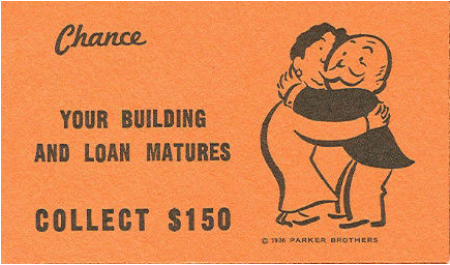 Chance
YOUR BUILDING
AND LOAN MATURES
COLLECT $150
© 1936 PARKER BROTHERS